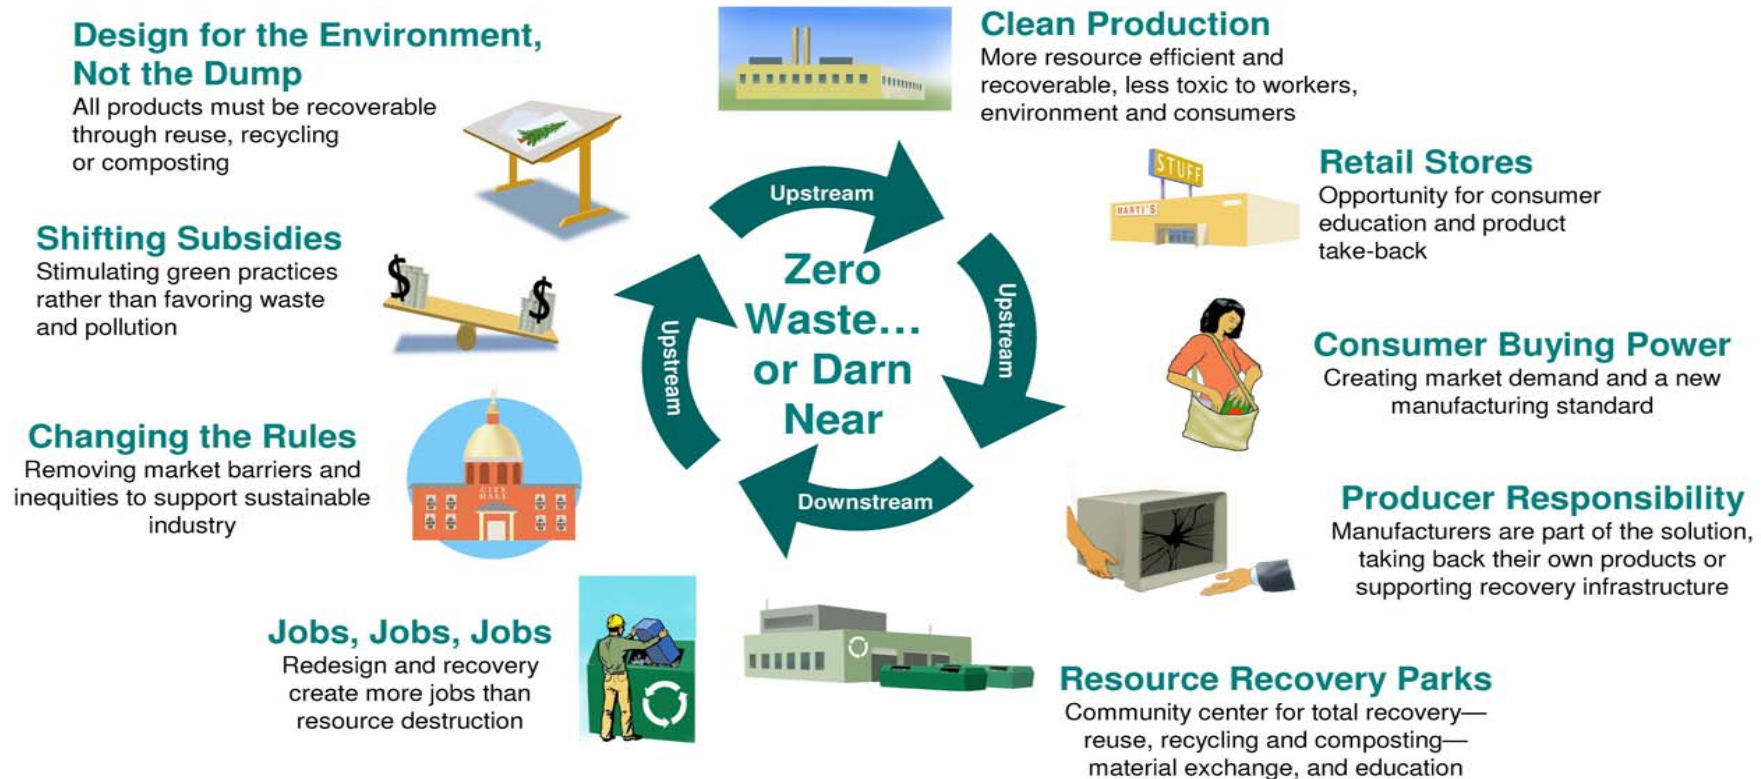 Design for the Environment,
Not the Dump
All products must be recoverable
through reuse, recycling
or composting
Clean Production
More resource efficient and
recoverable, less toxic to workers,
environment and consumers
STUFF
MARTI'S
Retail Stores
Opportunity for consumer
education and product
take-back
Consumer Buying Power
Creating market demand and a new
manufacturing standard
Producer Responsibility
Manufacturers are part of the solution,
taking back their own products or
supporting recovery infrastructure
Resource Recovery Parks
Community center for total recovery—
reuse, recycling and composting—
material exchange, and education
Jobs, Jobs, Jobs
Redesign and recovery
create more jobs than
resource destruction
Changing the Rules
Removing market barriers and
inequities to support sustainable
industry
CITY
HALL
Shifting Subsidies
Stimulating green practices
rather than favoring waste
and pollution
$
$
Upstream
Upstream
Downstream
Upstream
Zero
Waste...
or Darn
Near